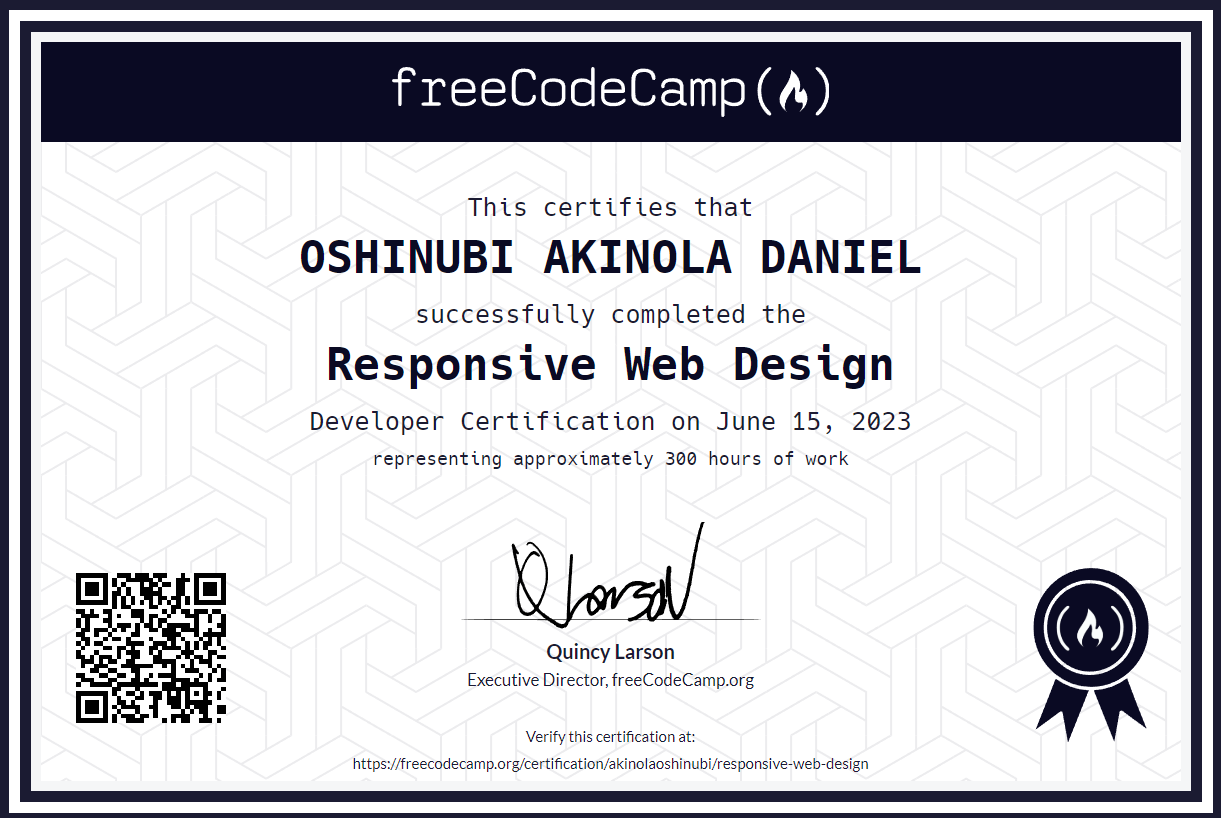 freeCodeCamp
This certifies that
OSHINUBI AKINOLA DANIEL
successfully completed the
Responsive Web Design
Developer Certification on June 15, 2023
representing approximately 300 hours of work
Q Larson
Quincy Larson
Executive Director, freeCodeCamp.org
Verify this certification at:
https://freecodecamp.org/certification/akinolaoshinubi/responsive-web-design